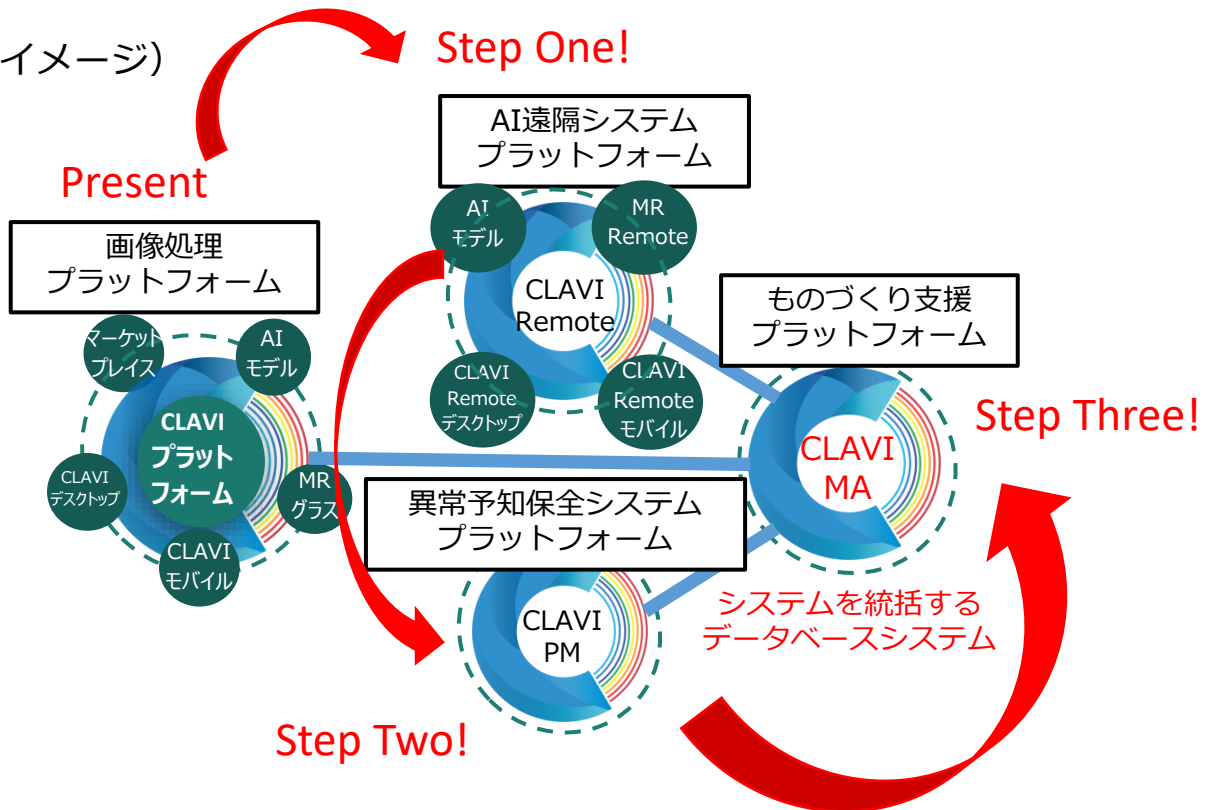 イメージ）
Step One!
AI遠隔システム
プラットフォーム
Present
AI
モデル
MR
Remote
画像処理
プラットフォーム
CLAVI
Remote
ものづくり支援
プラットフォーム
マーケット
プレイス
AI
モデル
CLAVI
Remote
デスクトップ
CLAVI
Remote
モバイル
Step Three!
CLAVI
プラット
フォーム
CLAVI
MA
CLAVI
デスクトップ
MR
グラス
異常予知保全システム
プラットフォーム
CLAVI
モバイル
システムを統括する
データベースシステム
CLAVI
PM
Step Two!